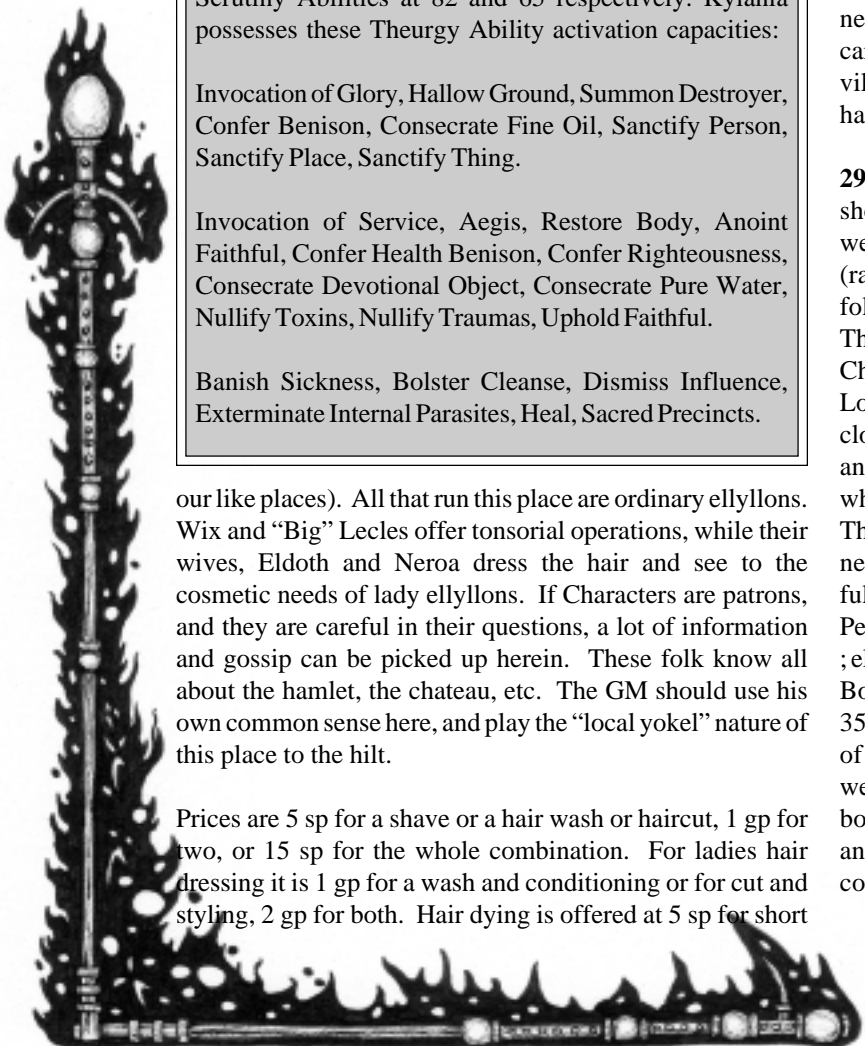 Scrutiny Abilities at 82 and 65 respectively. Kylania
possesses these Theurgy Ability activation capacities:
Invocation of Glory, Hallow Ground, Summon Destroyer,
Confer Benison, Consecrate Fine Oil, Sanctify Person,
Sanctify Place, Sanctify Thing.
Invocation of Service, Aegis, Restore Body, Anoint
Faithful, Confer Health Benison, Confer Righteousness,
Consecrate Devotional Object, Consecrate Pure Water,
Nullify Toxins, Nullify Traumas, Uphold Faithful.
Banish Sickness, Bolster Cleanse, Dismiss Influence,
Exterminate Internal Parasites, Heal, Sacred Precincts.
our like places). All that run this place are ordinary ellyllons.
Wix and “Big” Lecles offer tonsorial operations, while their
wives, Eldoth and Neroa dress the hair and see to the
cosmetic needs of lady ellyllons. If Characters are patrons,
and they are careful in their questions, a lot of information
and gossip can be picked up herein. These folk know all
about the hamlet, the chateau, etc. The GM should use his
own common sense here, and play the “local yokel” nature of
this place to the hilt.
Prices are 5 sp for a shave or a hair wash or haircut, 1 gp for
two, or 15 sp for the whole combination. For ladies hair
dressing it is 1 gp for a wash and conditioning or for cut and
styling, 2 gp for both. Hair dying is offered at 5 sp for short
29
we
Th
an
Th
35
of
we
an